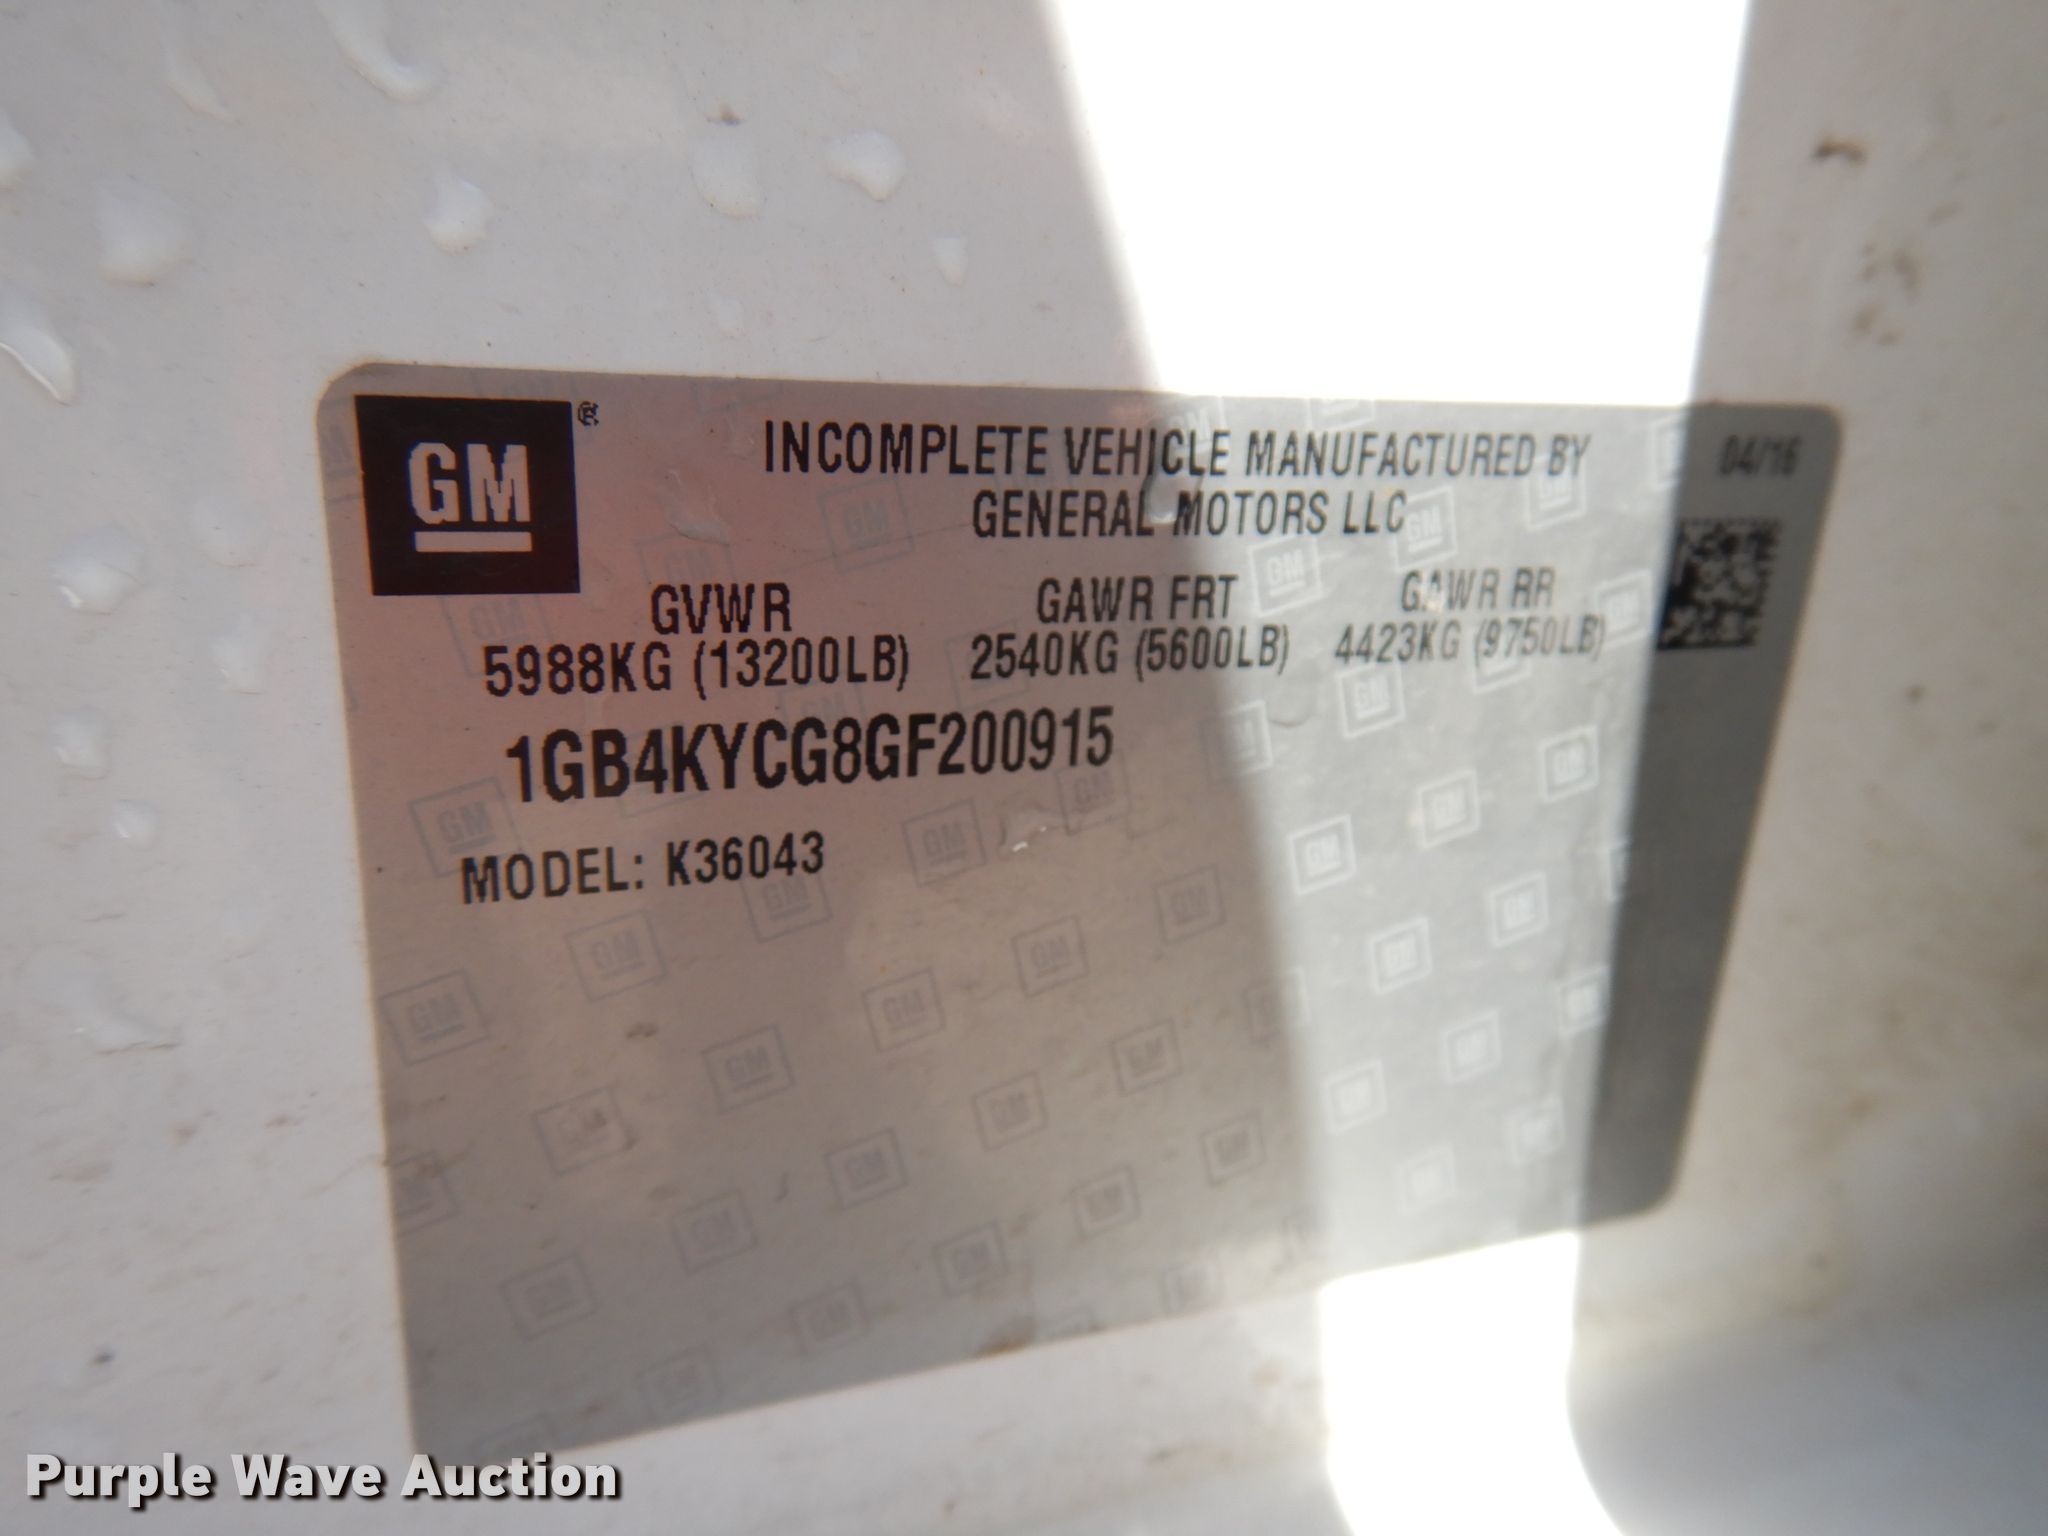 GM®
INCOMPLETE VEHICLE MANUFACTURED BY
GENERAL MOTORS LLC
04/16
GVWR GAWR FRT GAWR RR
5988KG (13200LB) 2540KG (5600LB) 4423KG (9750LB)
1GB4KYCG8GF200915
MODEL: K36043
Purple Wave Auction